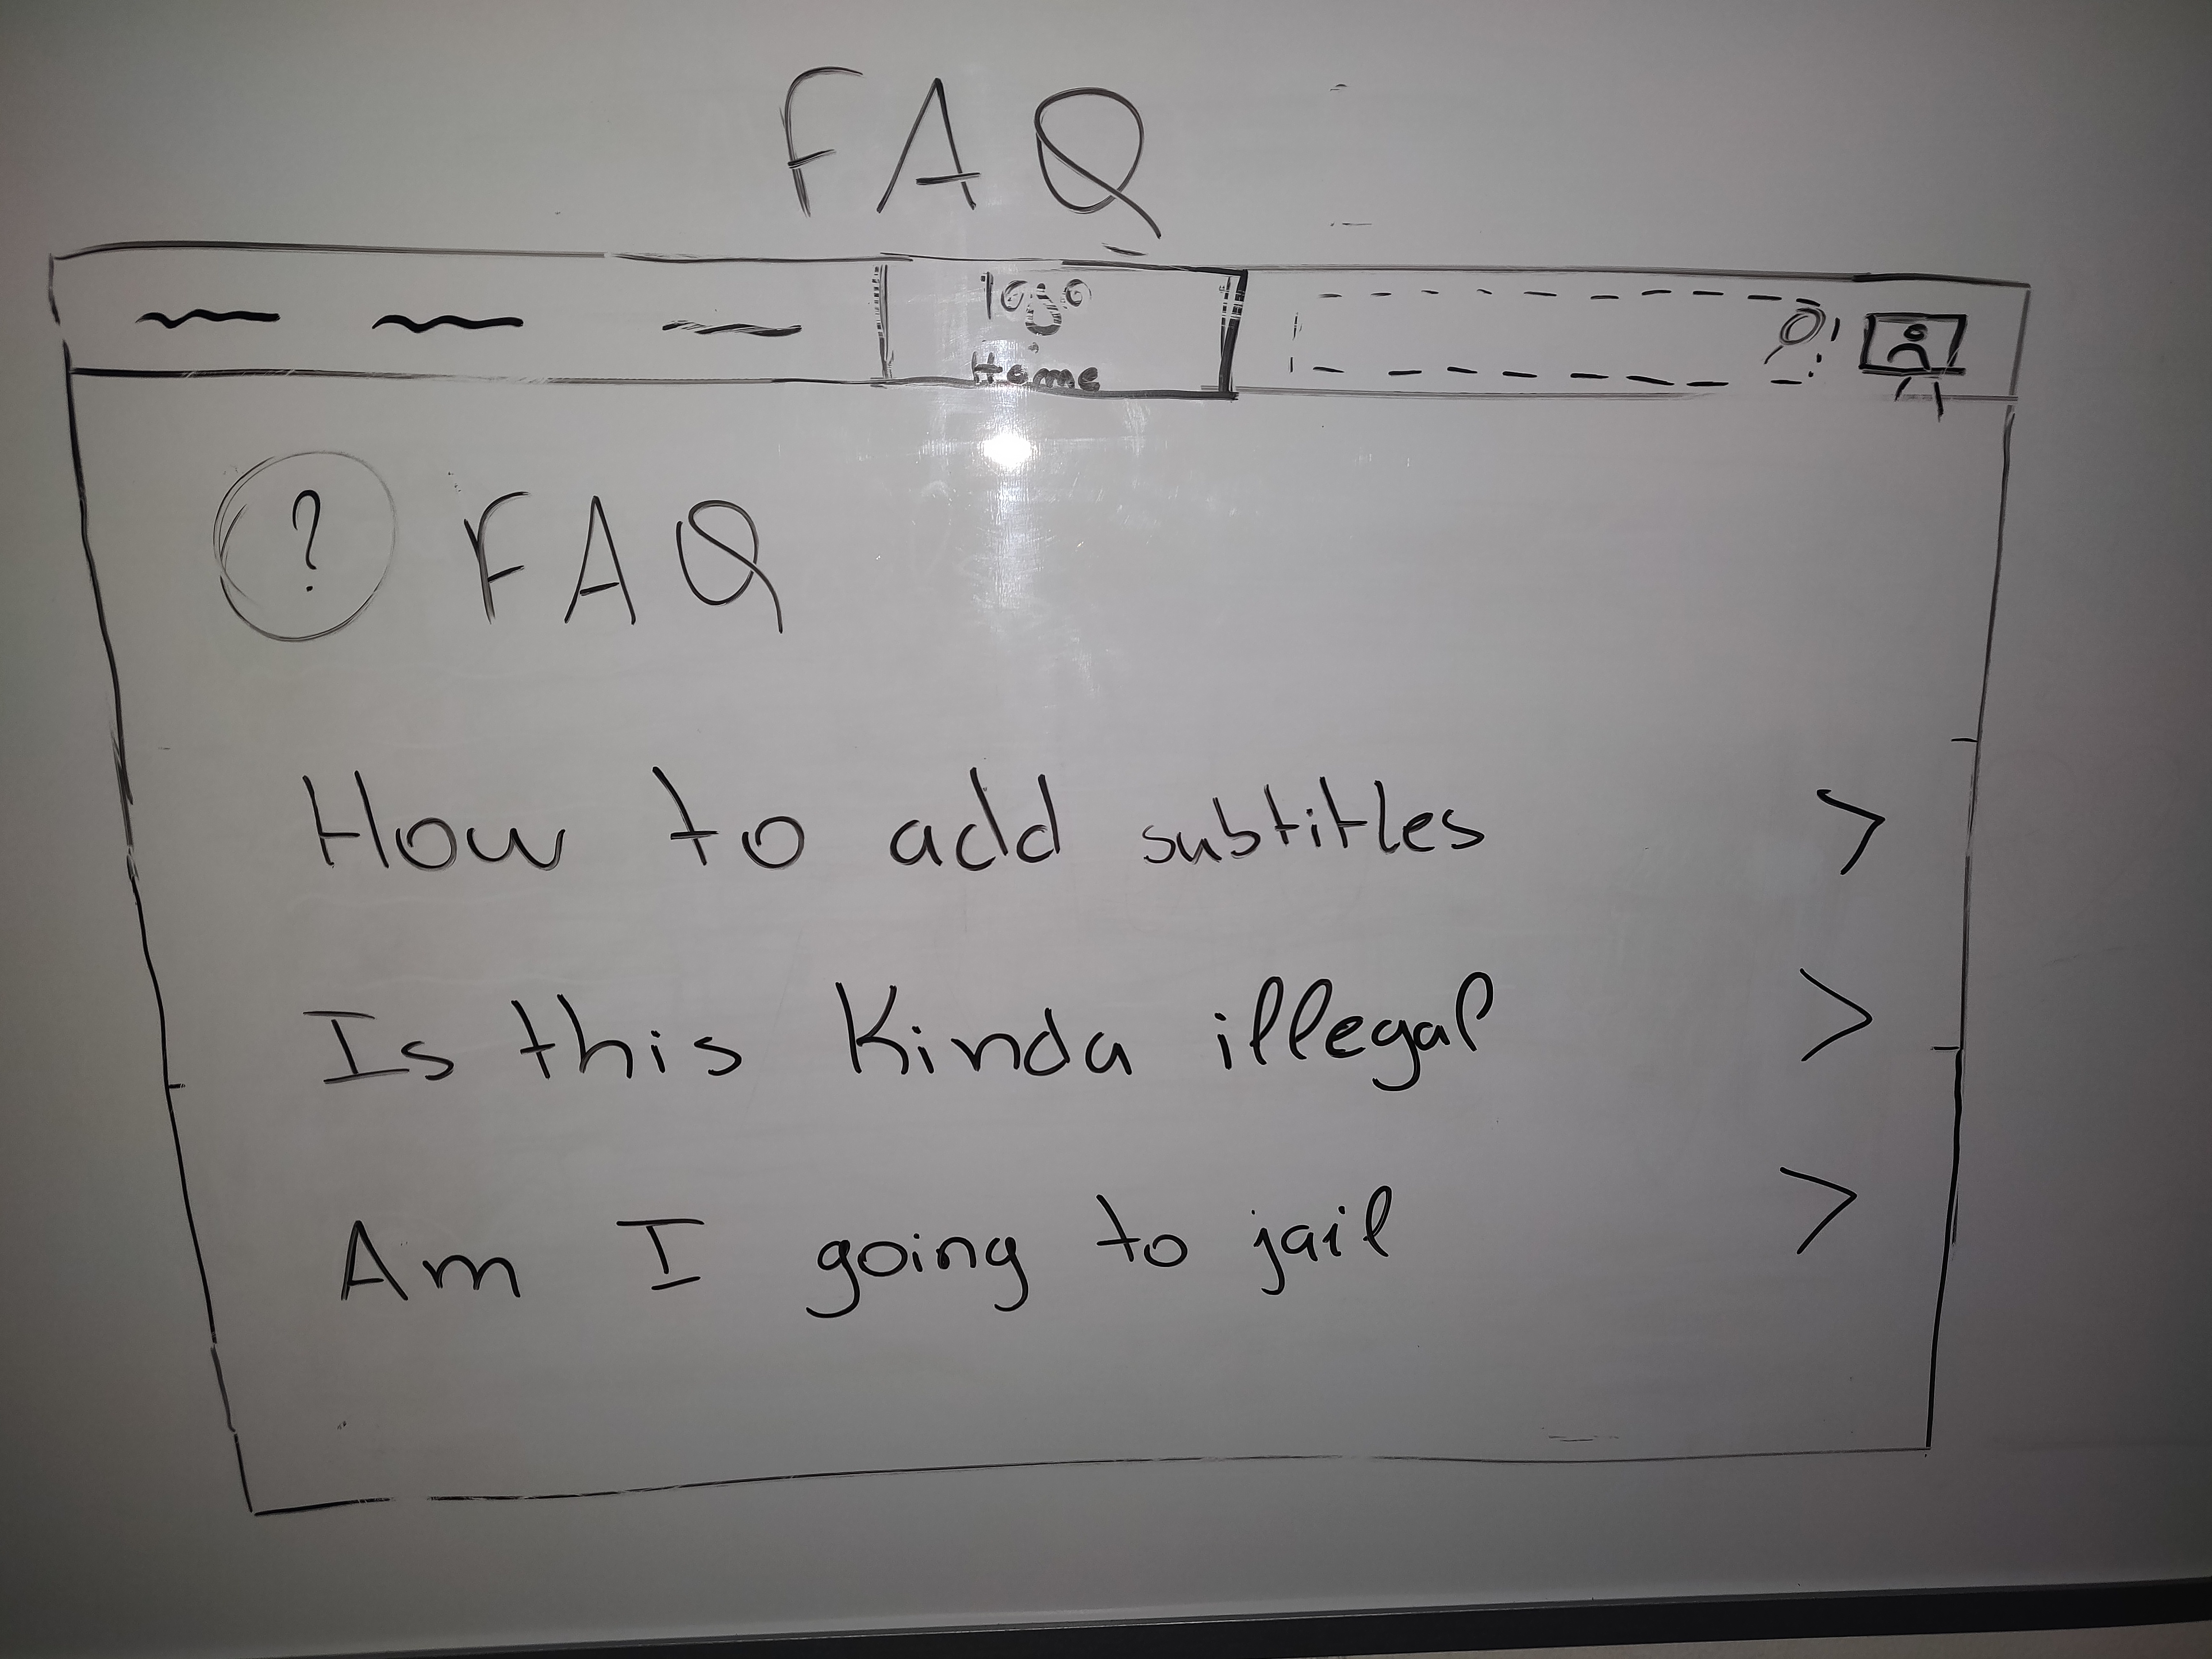 FAQ
logo
Home
? FAQ
How to add subtitles >
Is this Kinda illegal >
Am I going to jail >